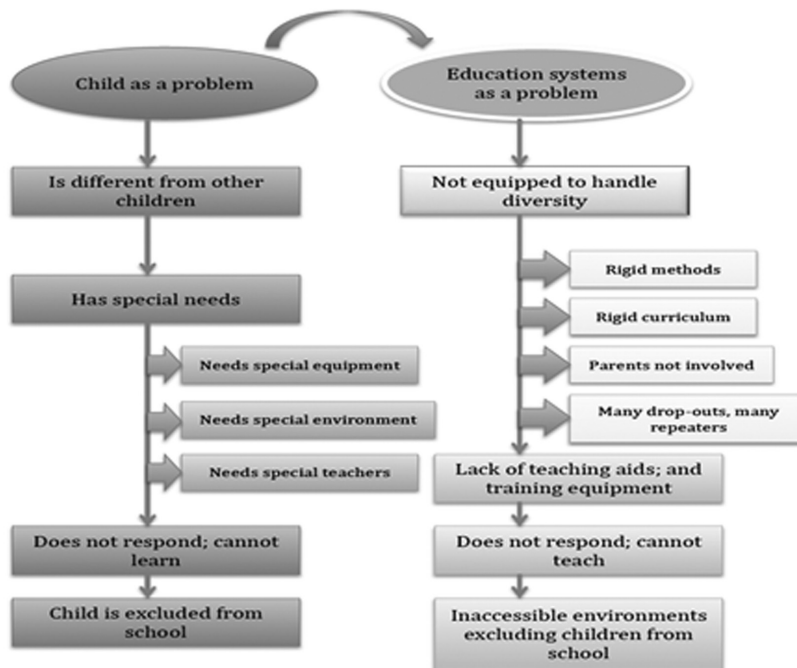 Child as a problem
Is different from other
children
Has special needs
Needs special equipment
Needs special environment
Needs special teachers
Does not respond; cannot
learn
Child is excluded from
school
Education systems
as a problem
Not equipped to handle
diversity
Rigid methods
Rigid curriculum
Parents not involved
Many drop-outs, many
repeaters
Lack of teaching aids; and
training equipment
Does not respond; cannot
teach
Inaccessible environments
excluding children from
school